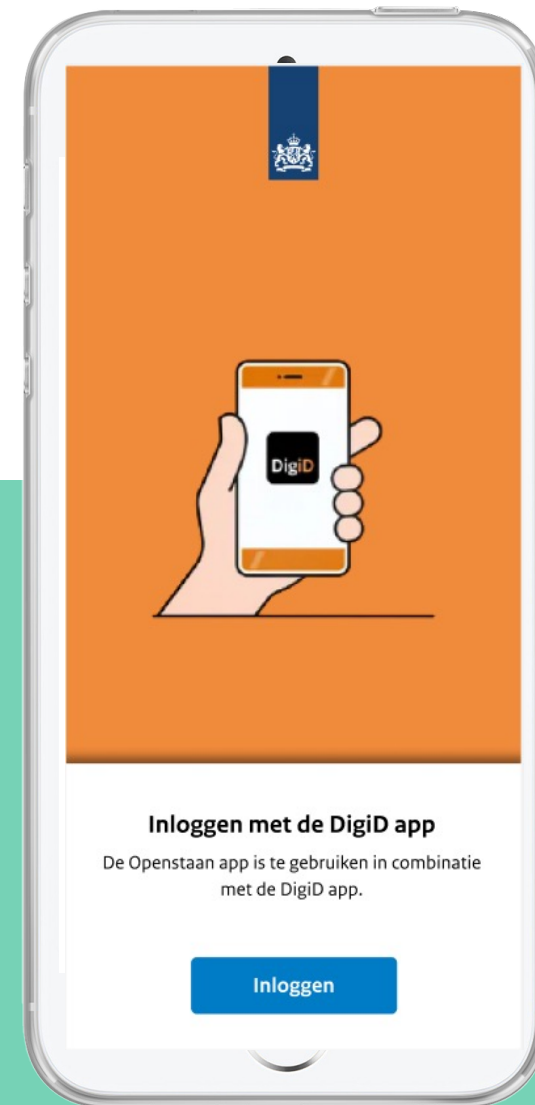 DigiD
Inloggen met de DigiD app
De Openstaan app is te gebruiken in combinatie
met de DigiD app.
Inloggen